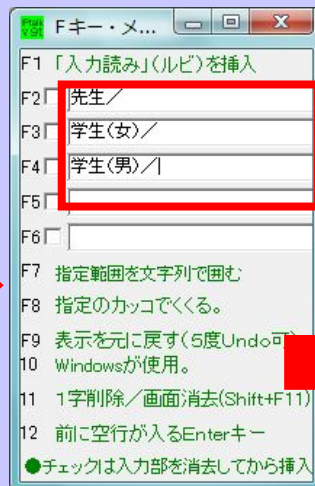 Fキー・メ...
F1 「入力読み」(ルビ)を挿入
F2 先生／
F3 学生(女)／
F4 学生(男)／
F5
F6
F7 指定範囲を文字列で囲む
F8 指定のカッコでくくる。
F9 表示を元に戻す(5度Undo可)
10 Windowsが使用。
11 1字削除／画面消去(Shift+F11)
12 前に空行が入るEnterキー
●チェックは入力部を消去してから挿入